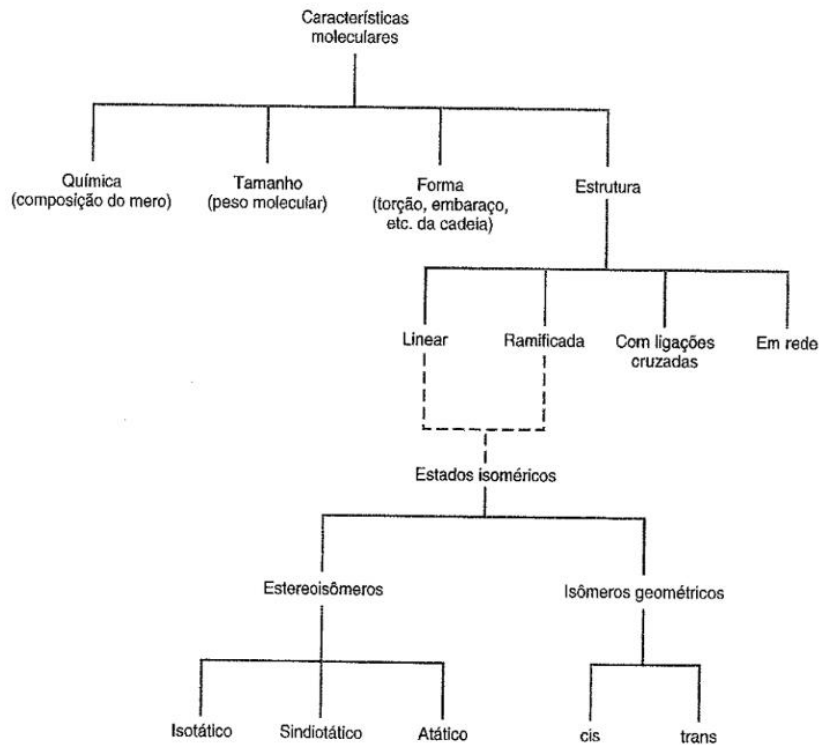 Características
moleculares
Química
(composição do mero)
Tamanho
(peso molecular)
Forma
(torção, embaraço,
etc. da cadeia)
Estrutura
Linear
Ramificada
Com ligações
cruzadas
Em rede
Estados isoméricos
Estereoisômeros
Isômeros geométricos
Isotático
Sindiotático
Atático
cis
trans